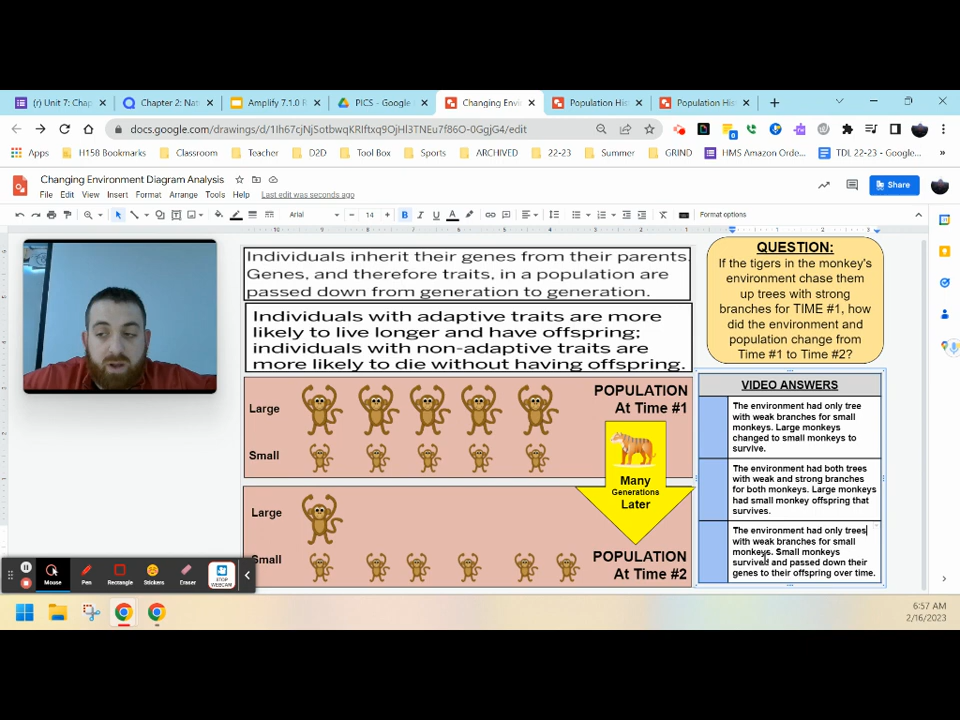 (r) Unit 7: Chap
Chapter 2: Nat
Amplify 7.1.0 R
PICS - Google
Changing Envi
Population His
Population His
docs.google.com/drawings/d/1Ih67cjNjSotbwqKRIftxq9OjHl3TNEu7f86O-0GgjG4/edit
Apps
H158 Bookmarks
Classroom
Teacher
D2D
Tool Box
Sports
ARCHIVED
22-23
Summer
GRIND
HMS Amazon Orde...
TDL 22-23 - Google...
Changing Environment Diagram Analysis
File Edit View Insert Format Arrange Tools Help Last edit was seconds ago
Share
Arial
14
Format options
Individuals inherit their genes from their parents.
Genes, and therefore traits, in a population are
passed down from generation to generation.
Individuals with adaptive traits are more
likely to live longer and have offspring;
individuals with non-adaptive traits are
more likely to die without having offspring.
Large
Small
POPULATION
At Time #1
Many
Generations
Later
Large
Small
POPULATION
At Time #2
QUESTION:
If the tigers in the monkey's
environment chase them
up trees with strong
branches for TIME #1, how
did the environment and
population change from
Time #1 to Time #2?
VIDEO ANSWERS
The environment had only tree
with weak branches for small
monkeys. Large monkeys
changed to small monkeys to
survive.
The environment had both trees
with weak and strong branches
for both monkeys. Large monkeys
had small monkey offspring that
survives.
The environment had only trees
with weak branches for small
monkeys. Small monkeys
survived and passed down their
genes to their offspring over time.
Mouse
Pen
Rectangle
Stickers
Eraser
STOP
WEBCAM
6:57 AM
2/16/2023